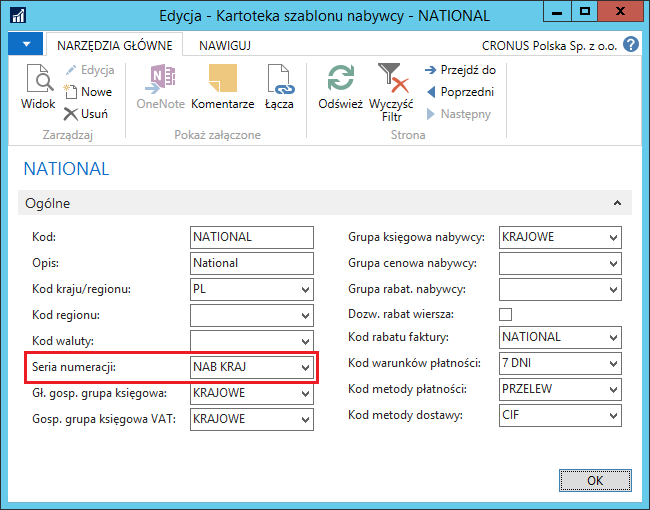 Edycja - Kartoteka szablonu nabywcy - NATIONAL
NARZĘDZIA GŁÓWNE NAWIGUJ CRONUS Polska Sp. z o.o.
Widok Edycja Nowe Usuń
Zarządzaj
OneNote Komentarze Łącza
Pokaż załączone
Odśwież Wyczyść Filtr Przejdź do Poprzedni Następny
Strona
NATIONAL
Ogólne
Kod: NATIONAL
Opis: National
Kod kraju/regionu: PL
Kod regionu:
Kod waluty:
Seria numeracji: NAB KRAJ
Gł. gosp. grupa księgowa: KRAJOWE
Gosp. grupa księgowa VAT: KRAJOWE
Grupa księgowa nabywcy: KRAJOWE
Grupa cenowa nabywcy:
Grupa rabat. nabywcy:
Dozw. rabat wiersza:
Kod rabatu faktury: NATIONAL
Kod warunków płatności: 7 DNI
Kod metody płatności: PRZELEW
Kod metody dostawy: CIF
OK